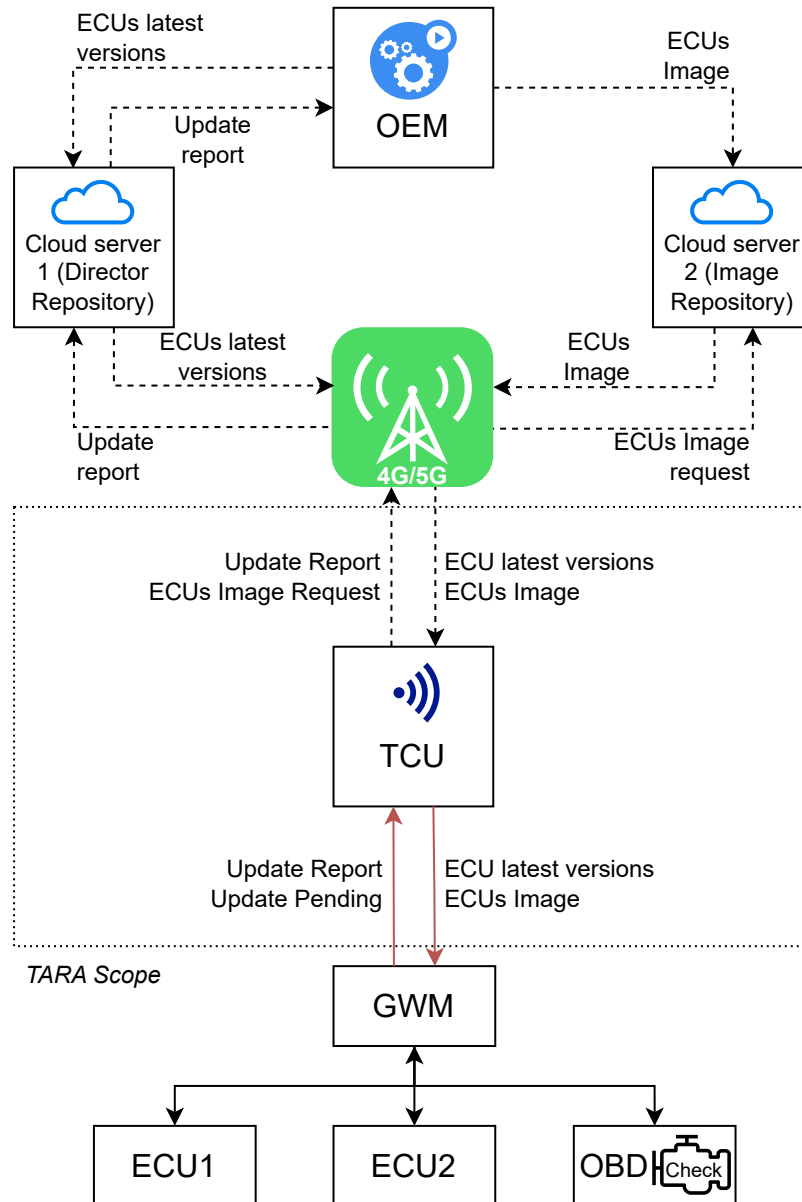 ECUs latest
versions
OEM
ECUs
Image
Update
report
Cloud server
1 (Director
Repository)
Cloud server
2 (Image
Repository)
ECUs latest
versions
ECUs
Image
Update
report
4G/5G
ECUs Image
request
Update Report
ECUs Image Request
ECU latest versions
ECUs Image
TCU
Update Report
Update Pending
ECU latest versions
ECUs Image
TARA Scope
GWM
ECU1
ECU2
OBD
Check